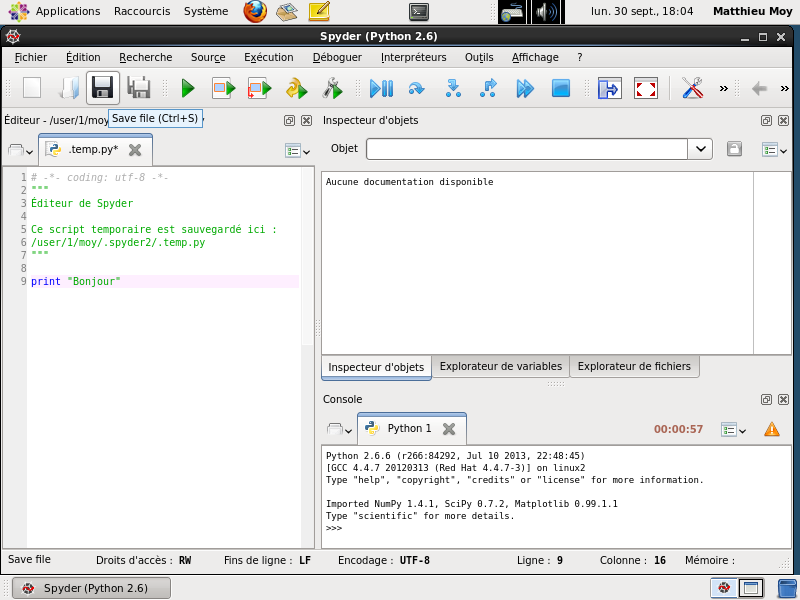 Applications Raccourcis Système lun. 30 sept., 18:04 Matthieu Moy
Spyder (Python 2.6)
Fichier Édition Recherche Source Exécution Déboguer Interpréteurs Outils Affichage ?
Éditeur - /user/1/moy
Save file (Ctrl+S)
Inspecteur d'objets
.temp.py*
Objet
1 # -*- coding: utf-8 -*-
2 """
3 Éditeur de Spyder
4
5 Ce script temporaire est sauvegardé ici :
6 /user/1/moy/.spyder2/.temp.py
7 """
8
9 print "Bonjour"
Aucune documentation disponible
Inspecteur d'objets Explorateur de variables Explorateur de fichiers
Console
Python 1 00:00:57
Python 2.6.6 (r266:84292, Jul 10 2013, 22:48:45)
[GCC 4.4.7 20120313 (Red Hat 4.4.7-3)] on linux2
Type "help", "copyright", "credits" or "license" for more information.
Imported NumPy 1.4.1, SciPy 0.7.2, Matplotlib 0.99.1.1
Type "scientific" for more details.
>>>
Save file Droits d'accès : RW Fins de ligne : LF Encodage : UTF-8 Ligne : 9 Colonne : 16 Mémoire :
Spyder (Python 2.6)